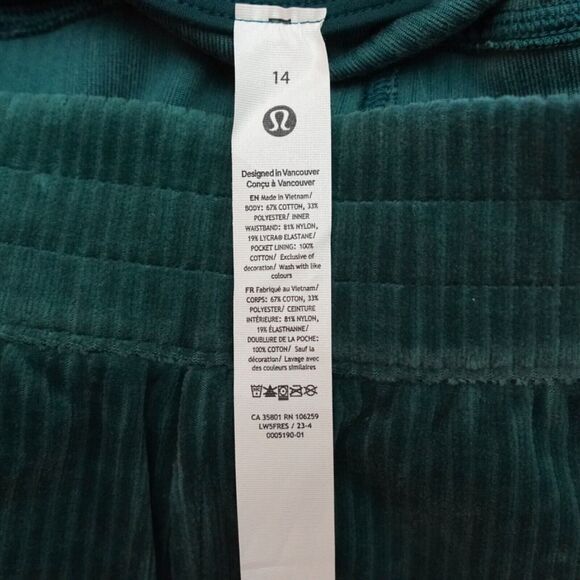 14
Designed in Vancouver
Conçu à Vancouver
EN Made in Vietnam/
BODY: 67% COTTON, 33%
POLYESTER/ INNER
WAISTBAND: 81% NYLON,
19% LYCRA® ELASTANE/
POCKET LINING: 100%
COTTON/ Exclusive of
decoration/ Wash with like
colours
FR Fabriqué au Vietnam/
CORPS: 67% COTON, 33%
POLYESTER/ CEINTURE
INTÉRIEURE: 81% NYLON,
19% ÉLASTHANNE/
DOUBLURE DE LA POCHE:
100% COTON/ Sauf la
décoration/ Lavage avec
des couleurs similaires
CA 35801 RN 106259
LW5FRES / 23-4
0005190-01